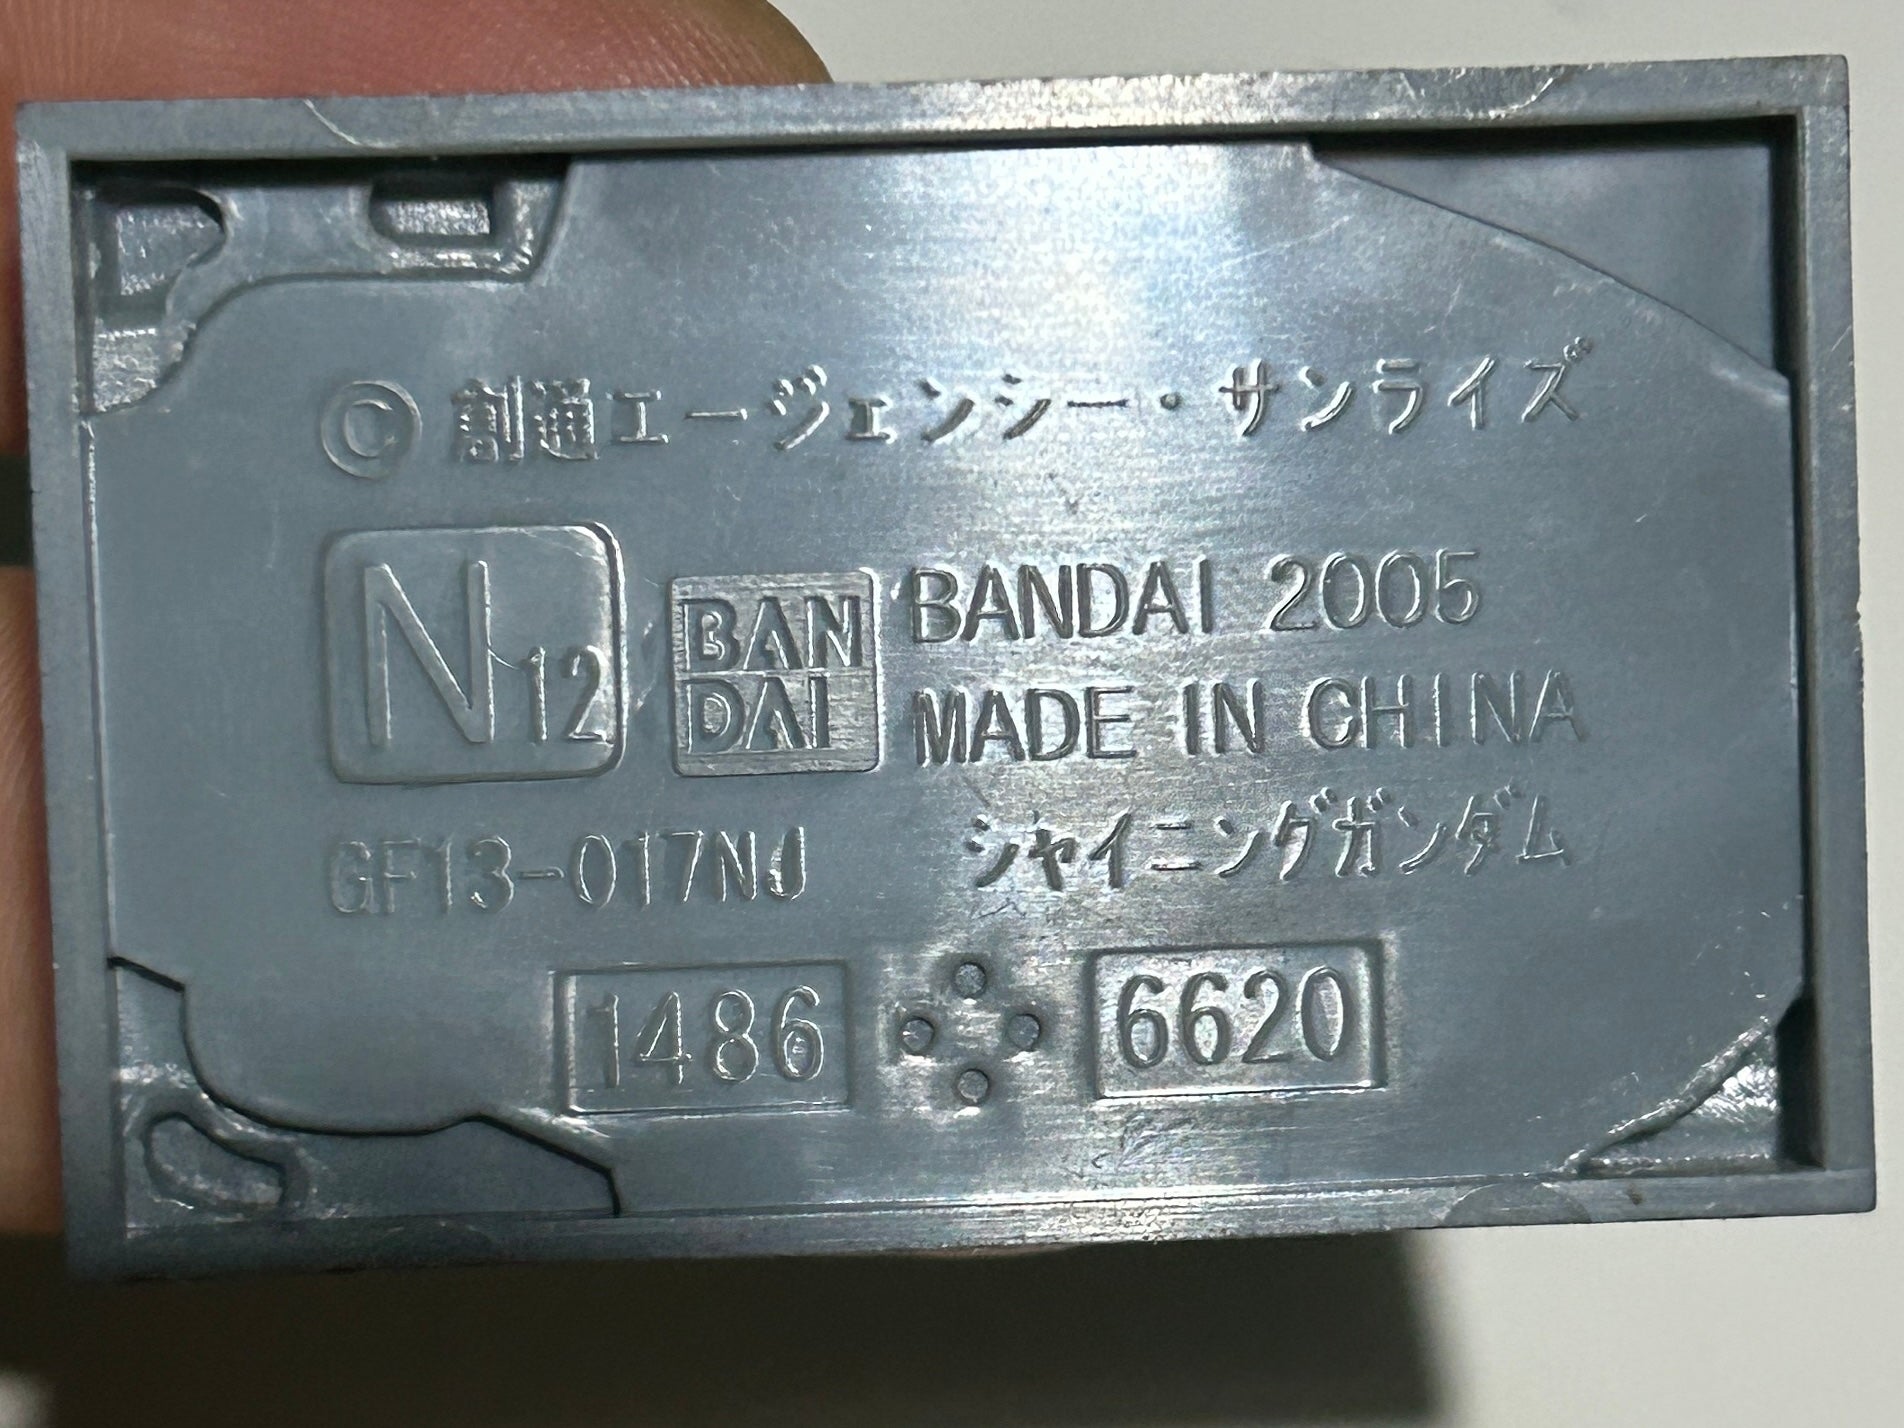 © 創通エージェンシー・サンライズ
N12
BAN
DAI
BANDAI 2005
MADE IN CHINA
GF13-017NJ シャイニングガンダム
1486 6620